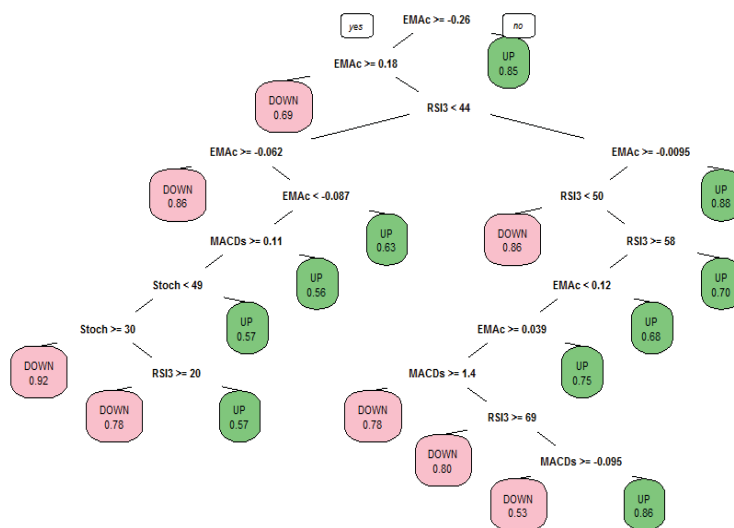 yes
EMAc >= -0.26
no
EMAc >= 0.18
UP
0.85
DOWN
0.69
RSI3 < 44
EMAc >= -0.062
EMAc >= -0.0095
DOWN
0.86
EMAc < -0.087
RSI3 < 50
UP
0.88
MACDs >= 0.11
UP
0.63
DOWN
0.86
RSI3 >= 58
Stoch < 49
UP
0.56
EMAc < 0.12
UP
0.70
Stoch >= 30
UP
0.57
EMAc >= 0.039
UP
0.68
DOWN
0.92
RSI3 >= 20
MACDs >= 1.4
UP
0.75
DOWN
0.78
UP
0.57
DOWN
0.78
RSI3 >= 69
DOWN
0.80
MACDs >= -0.095
DOWN
0.53
UP
0.86